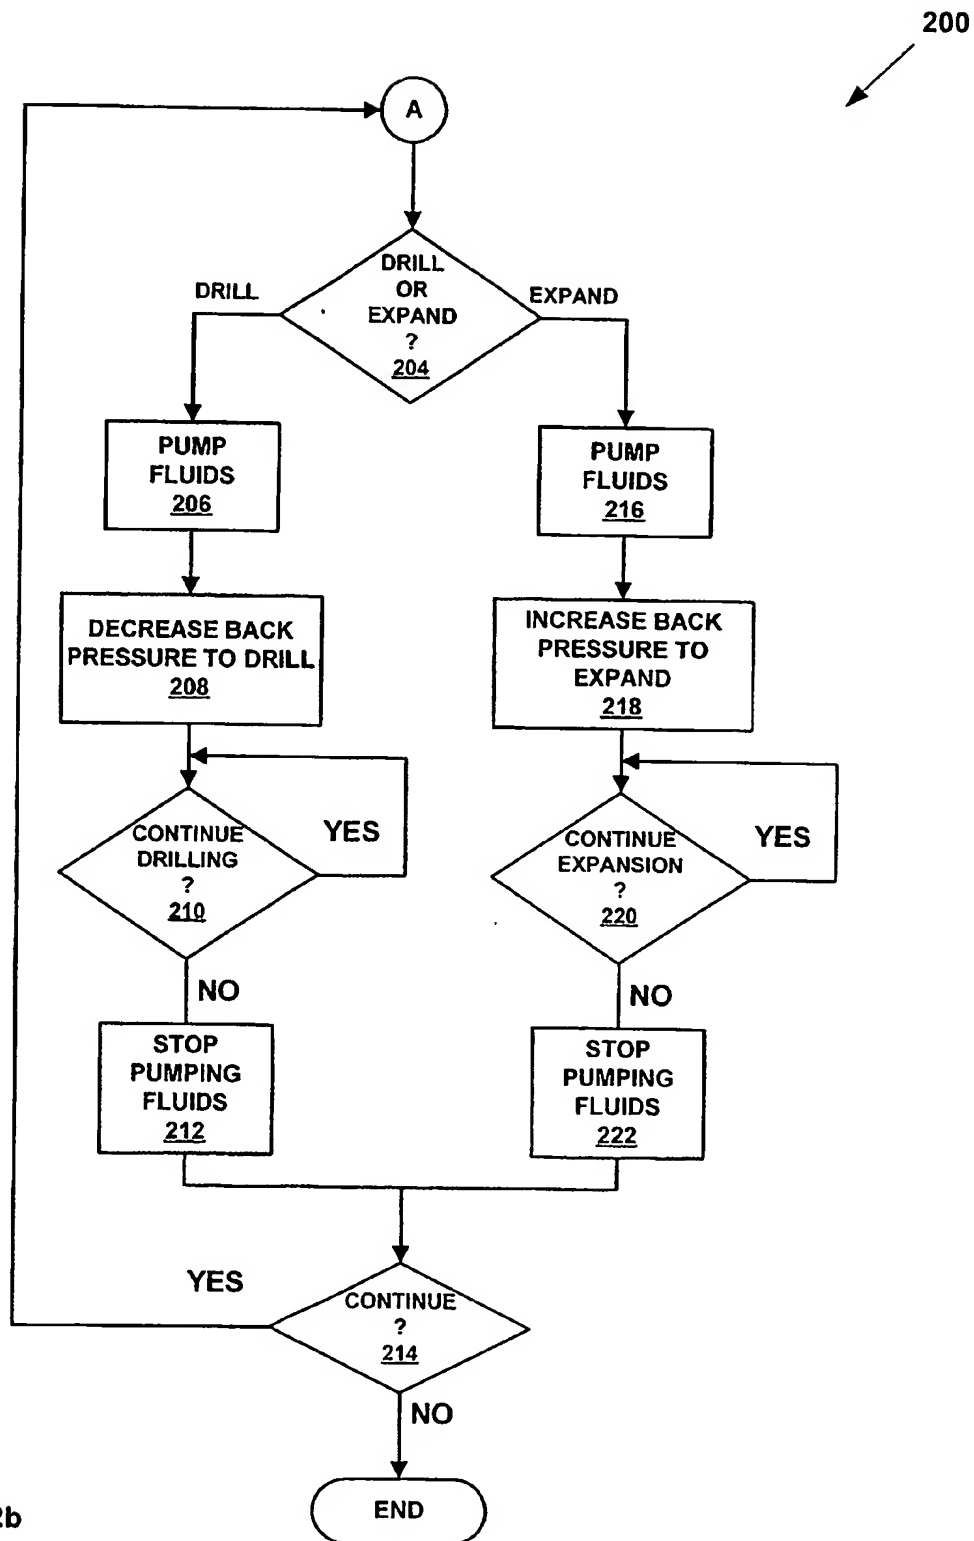 200
A
DRILL
OR
EXPAND
?
204
DRILL
EXPAND
PUMP
FLUIDS
206
PUMP
FLUIDS
216
DECREASE BACK
PRESSURE TO DRILL
208
INCREASE BACK
PRESSURE TO
EXPAND
218
CONTINUE
DRILLING
?
210
YES
CONTINUE
EXPANSION
?
220
YES
NO
NO
STOP
PUMPING
FLUIDS
212
STOP
PUMPING
FLUIDS
222
YES
CONTINUE
?
214
NO
END
2b